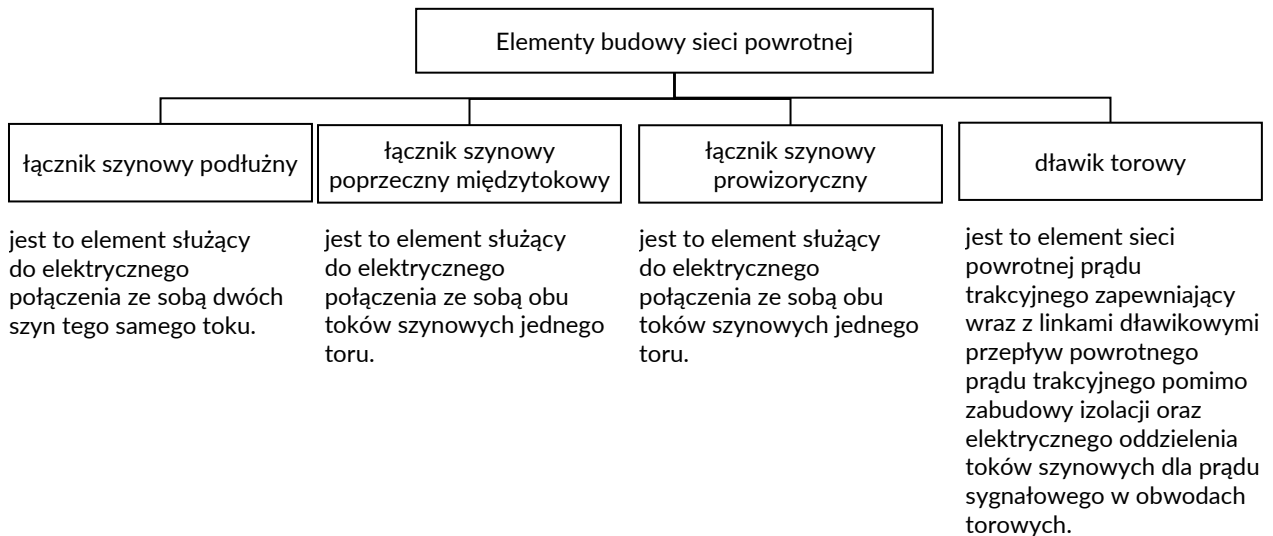 Elementy budowy sieci powrotnej
łącznik szynowy podłużny
łącznik szynowy
poprzeczny międzytokowy
łącznik szynowy
prowizoryczny
dławik torowy
jest to element służący
do elektrycznego
połączenia ze sobą dwóch
szyn tego samego toku.
jest to element służący
do elektrycznego
połączenia ze sobą obu
toków szynowych jednego
toru.
jest to element służący
do elektrycznego
połączenia ze sobą obu
toków szynowych jednego
toru.
jest to element sieci
powrotnej prądu
trakcyjnego zapewniający
wraz z linkami dławikowymi
przepływ powrotnego
prądu trakcyjnego pomimo
zabudowy izolacji oraz
elektrycznego oddzielenia
toków szynowych dla prądu
sygnałowego w obwodach
torowych.